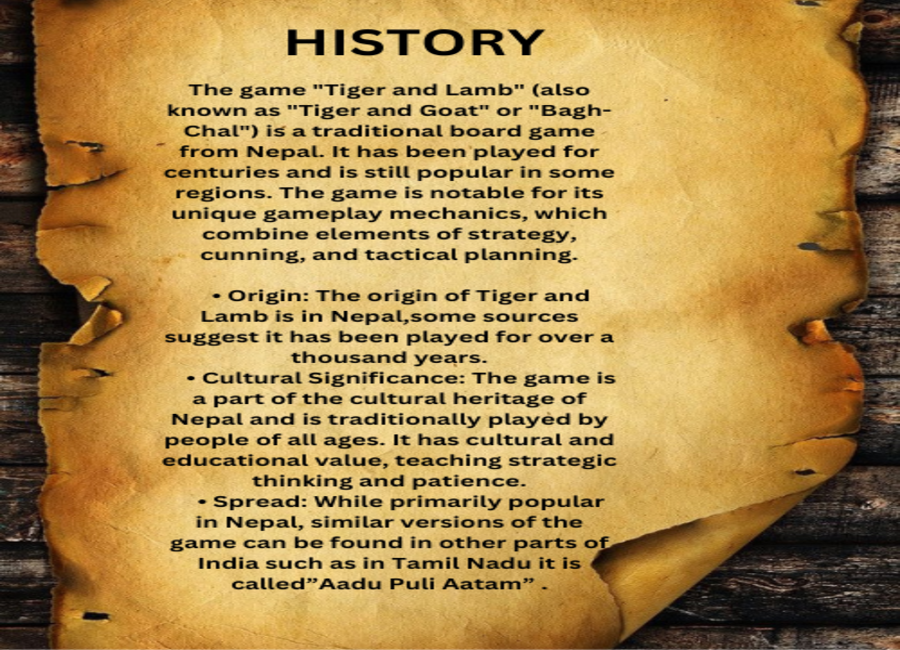 HISTORY
The game "Tiger and Lamb" (also
known as "Tiger and Goat" or "Bagh-
Chal") is a traditional board game
from Nepal. It has been played for
centuries and is still popular in some
regions. The game is notable for its
unique gameplay mechanics, which
combine elements of strategy,
cunning, and tactical planning.
• Origin: The origin of Tiger and
Lamb is in Nepal,some sources
suggest it has been played for over a
thousand years.
• Cultural Significance: The game is
a part of the cultural heritage of
Nepal and is traditionally played by
people of all ages. It has cultural and
educational value, teaching strategic
thinking and patience.
• Spread: While primarily popular
in Nepal, similar versions of the
game can be found in other parts of
India such as in Tamil Nadu it is
called”Aadu Puli Aatam” .